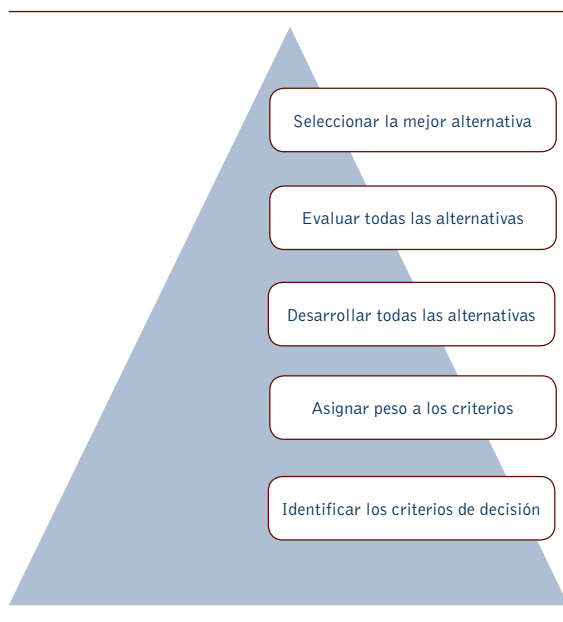 Seleccionar la mejor alternativa
Evaluar todas las alternativas
Desarrollar todas las alternativas
Asignar peso a los criterios
Identificar los criterios de decisión